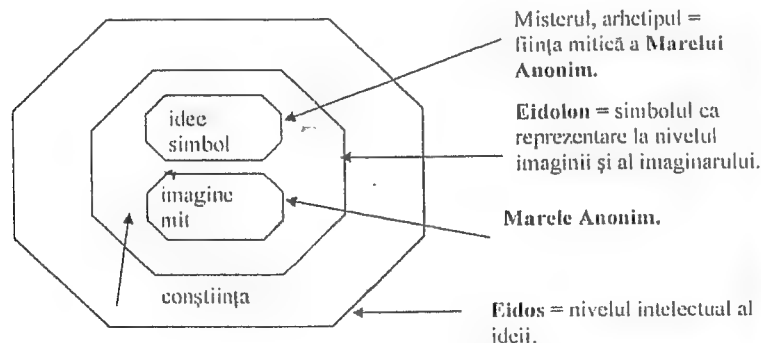 Misterul, arhetipul =
ființa mitică a Marelui
Anonim.
idee
simbol
Eidolon = simbolul ca
reprezentare la nivelul
imaginii și al imaginarului.
imagine
mit
Marele Anonim.
conștiința
Eidos = nivelul intelectual al
ideii.